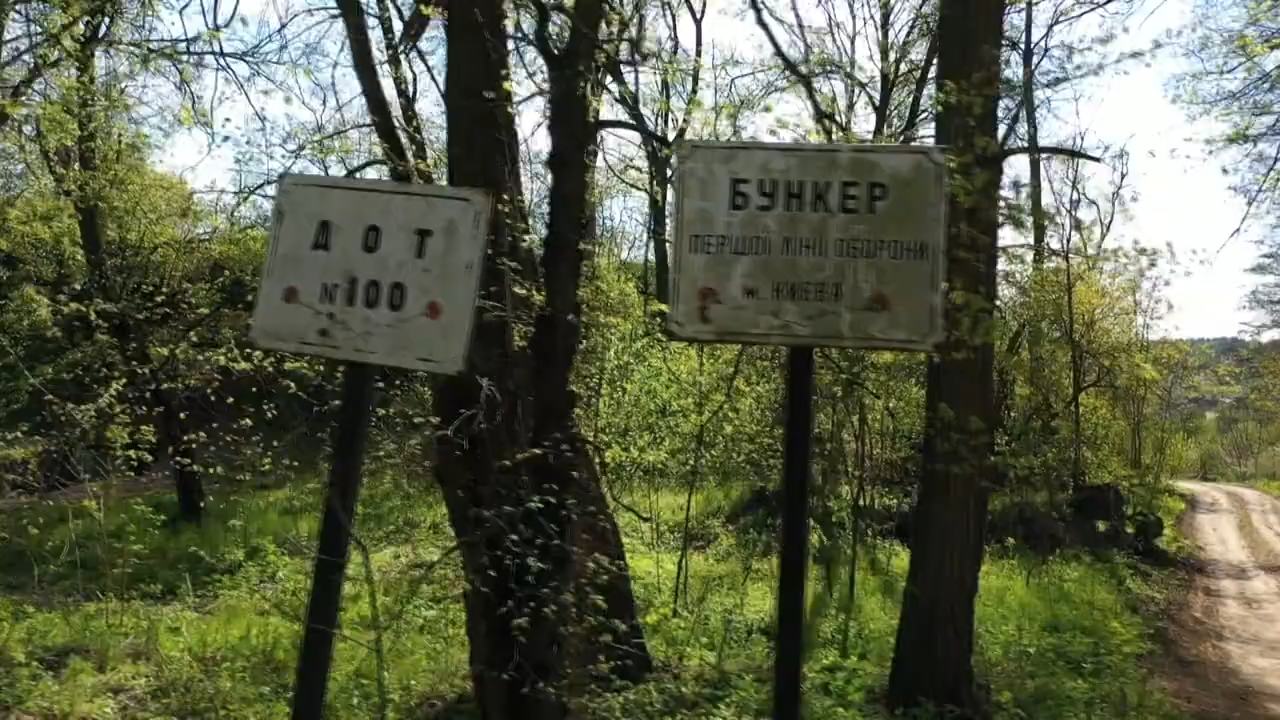 ДОТ
№100
БУНКЕР
ПЕРШОЇ ЛІНІЇ ОБОРОНИ
м. КИЄВА